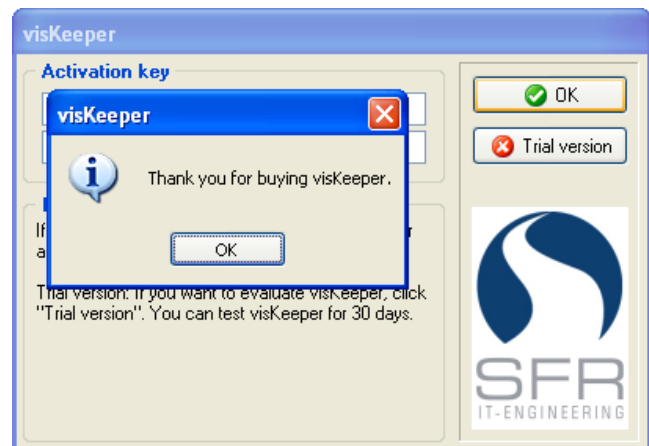 visKeeper
Activation key
OK
Trial version
visKeeper
Thank you for buying visKeeper.
OK
If
Trial version: If you want to evaluate visKeeper, click
"Trial version". You can test visKeeper for 30 days.
SFR
IT-ENGINEERING